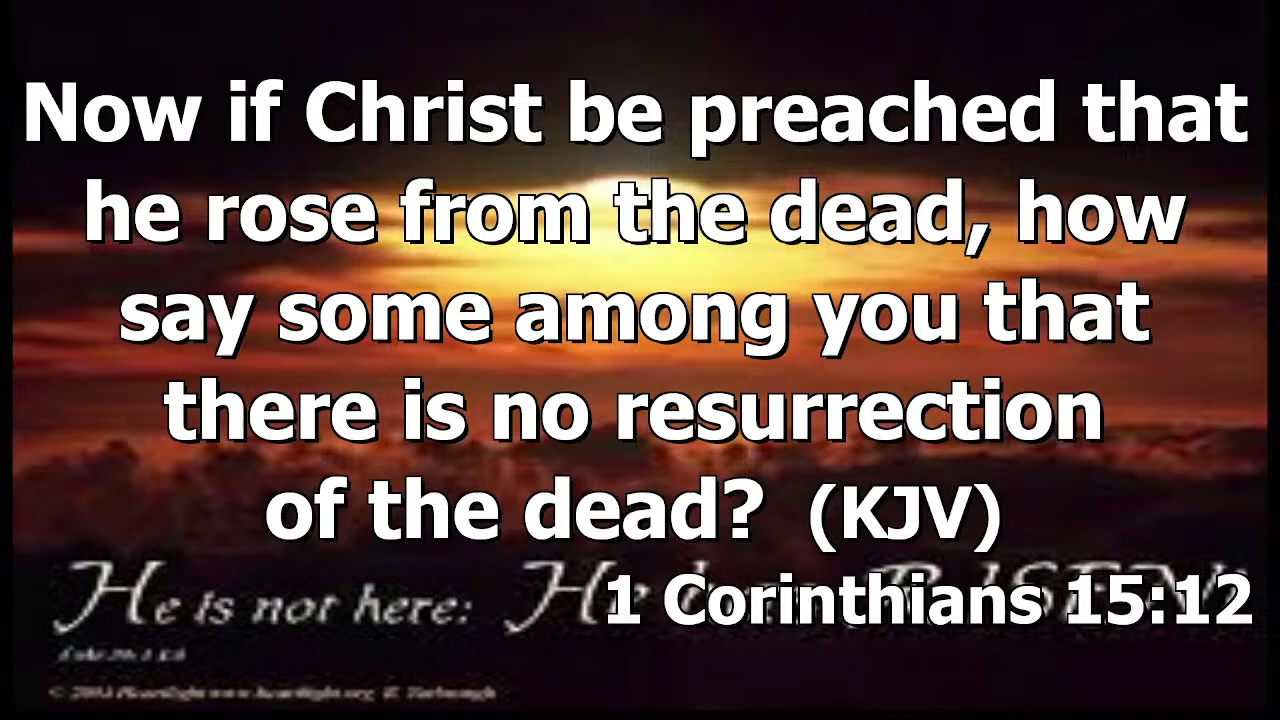 Now if Christ be preached that
he rose from the dead, how
say some among you that
there is no resurrection
of the dead? (KJV)
He is not here: He
1 Corinthians 15:12